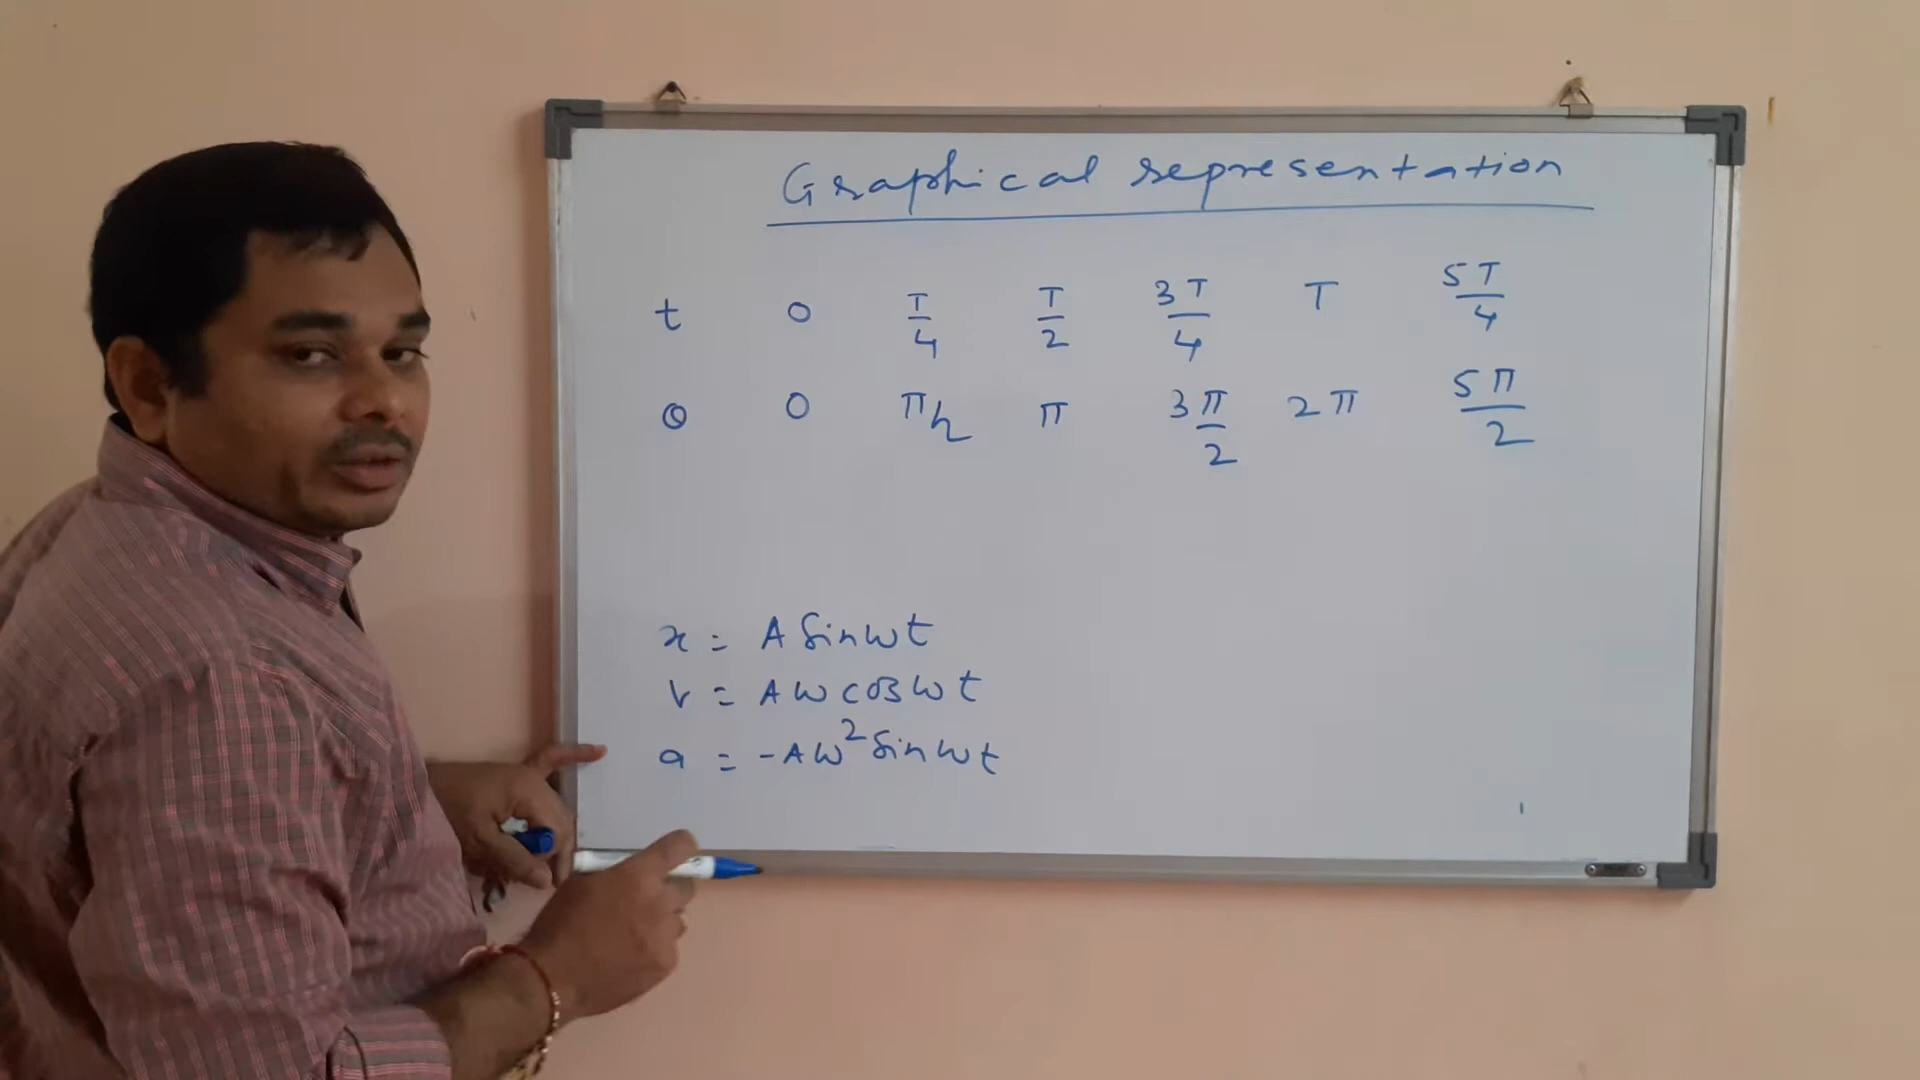 Graphical representation
t 0 T/4 T/2 3T/4 T 5T/4
θ 0 π/2 π 3π/2 2π 5π/2
x = A sinωt
v = Aω cosωt
a = -Aω² sinωt